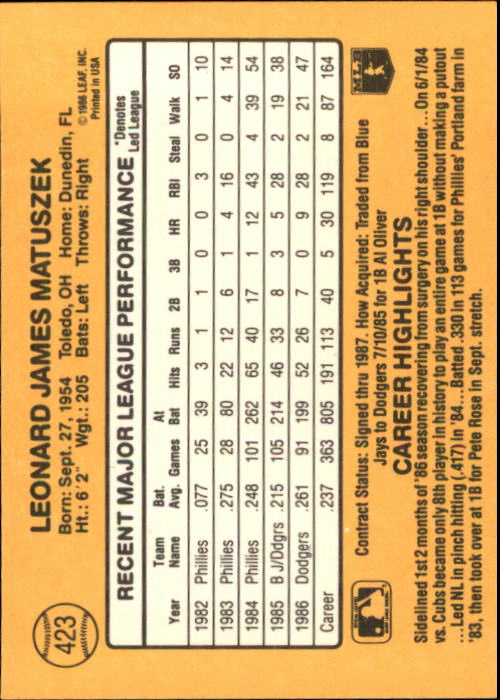 423
LEONARD JAMES MATUSZEK
Born: Sept. 27, 1954 Toledo, OH Home: Dunedin, FL
Ht.: 6' 2" Wgt.: 205 Bats: Left Throws: Right
© 1986 LEAF, INC.
Printed in USA
RECENT MAJOR LEAGUE PERFORMANCE
*Denotes
Led League
Year Team Name Bat. Avg. Games At Bat Hits Runs 2B 3B HR RBI Steal Walk SO
1982 Phillies .077 25 39 3 1 1 0 0 3 0 1 10
1983 Phillies .275 28 80 22 12 6 1 4 16 0 4 14
1984 Phillies .248 101 262 65 40 17 1 12 43 4 39 54
1985 B J/Ddgrs .215 105 214 46 33 8 3 5 28 2 19 38
1986 Dodgers .261 91 199 52 26 7 0 9 28 2 21 47
Career .237 363 805 191 113 40 5 30 119 8 87 164
Contract Status: Signed thru 1987. How Acquired: Traded from Blue
Jays to Dodgers 7/10/85 for 1B Al Oliver
MLB
CAREER HIGHLIGHTS
Sidelined 1st 2 months of '86 season recovering from surgery on his right shoulder...On 6/1/84
vs. Cubs became only 8th player in history to play an entire game at 1B without making a putout
...Led NL in pinch hitting (.417) in '84...Batted .330 in 113 games for Phillies' Portland farm in
'83, then took over at 1B for Pete Rose in Sept. stretch.